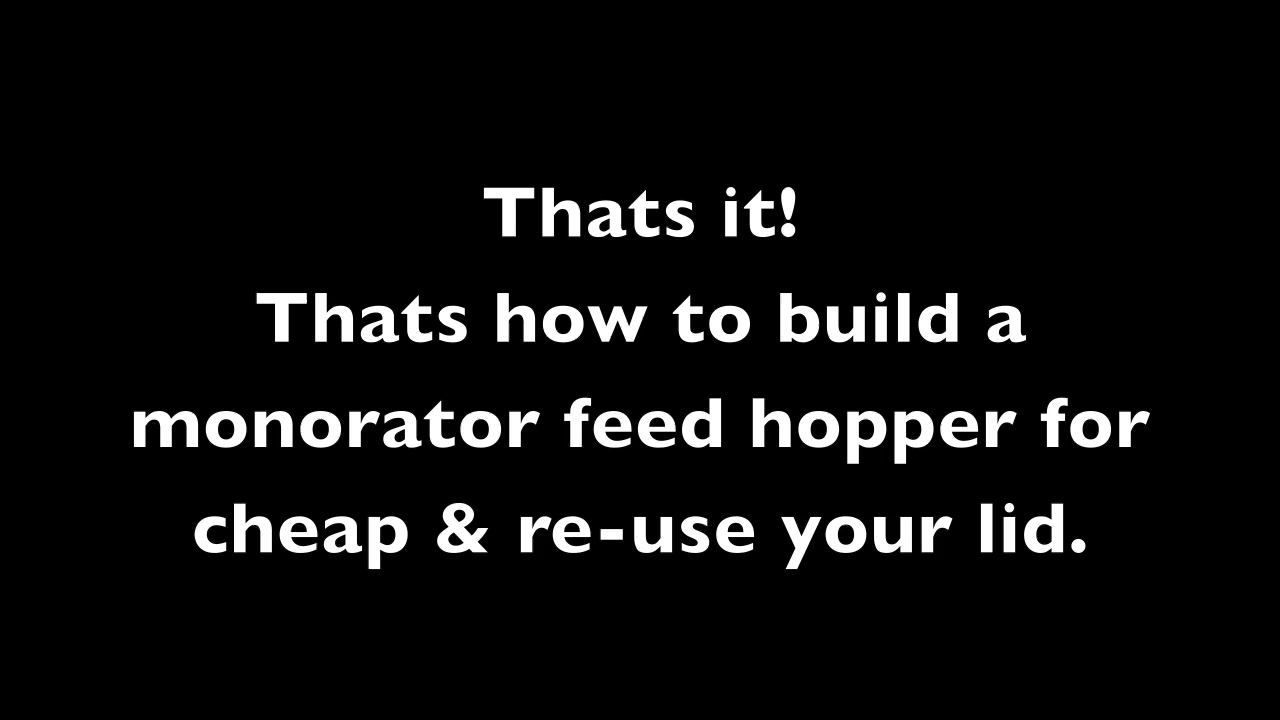 Thats it!
Thats how to build a
monorator feed hopper for
cheap & re-use your lid.